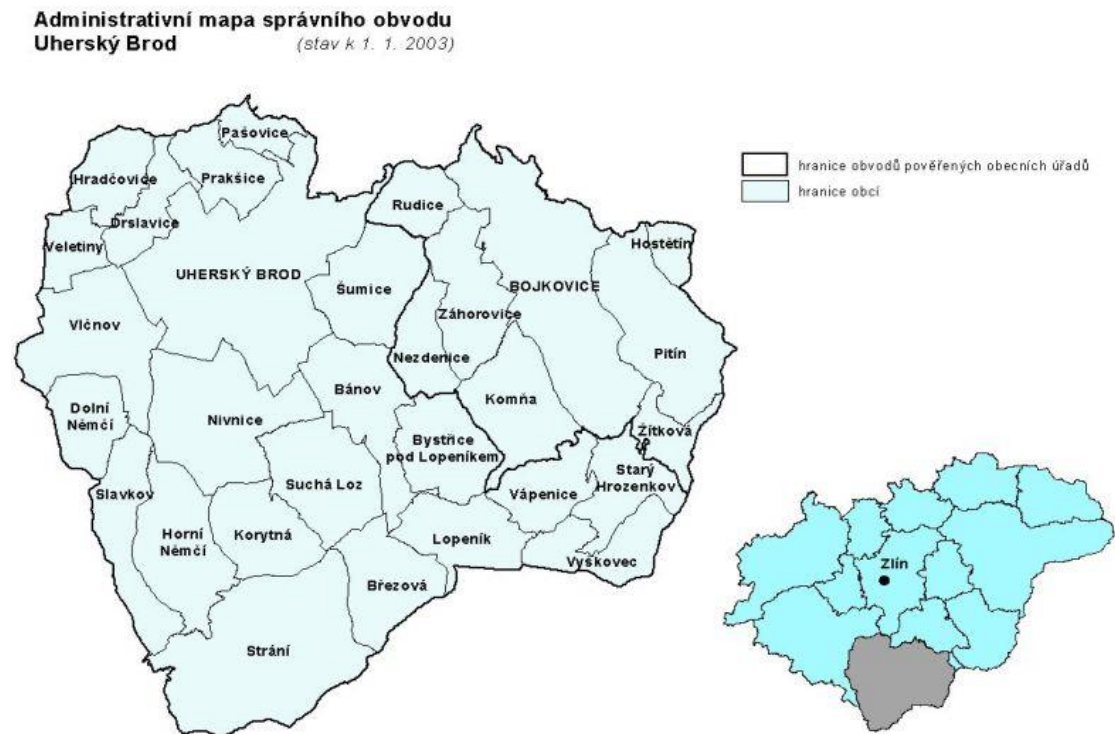 Administrativní mapa správního obvodu
Uherský Brod (stav k 1. 1. 2003)
hranice obvodů pověřených obecních úřadů
hranice obcí
Pašovice
Hradčovice
Prakšice
Rudice
Drslavice
Veletiny
Hostětín
UHERSKÝ BROD
Šumice
BOJKOVICE
Záhorovice
Vlčnov
Nezdenice
Pitín
Bánov
Komňa
Dolní
Němčí
Nivnice
Žítková
Bystřice
pod Lopeníkem
Starý
Hrozenkov
Suchá Loz
Slavkov
Vápenice
Horní
Němčí
Korytná
Lopeník
Vyškovec
Březová
Strání
Zlín